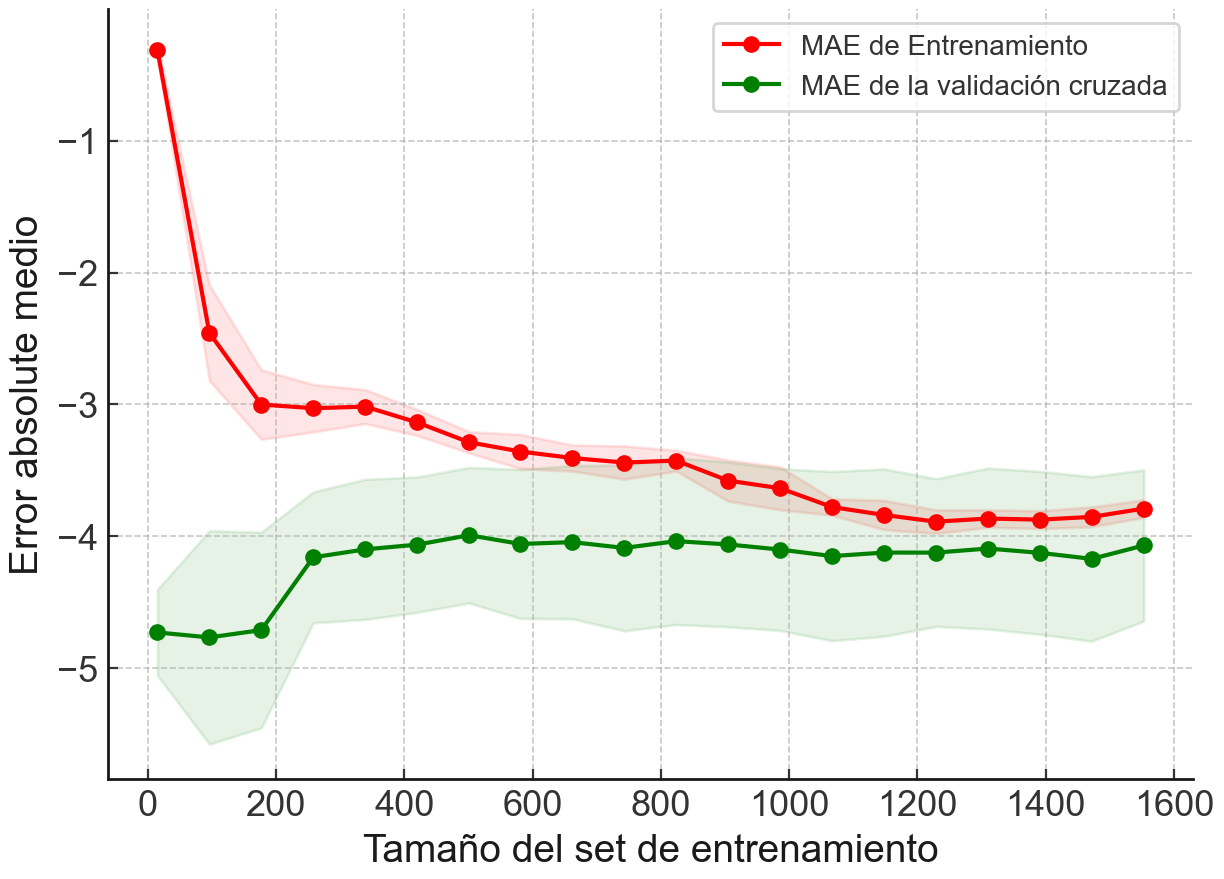 MAE de Entrenamiento
MAE de la validación cruzada
Error absolute medio
−1
−2
−3
−4
−5
0 200 400 600 800 1000 1200 1400 1600
Tamaño del set de entrenamiento